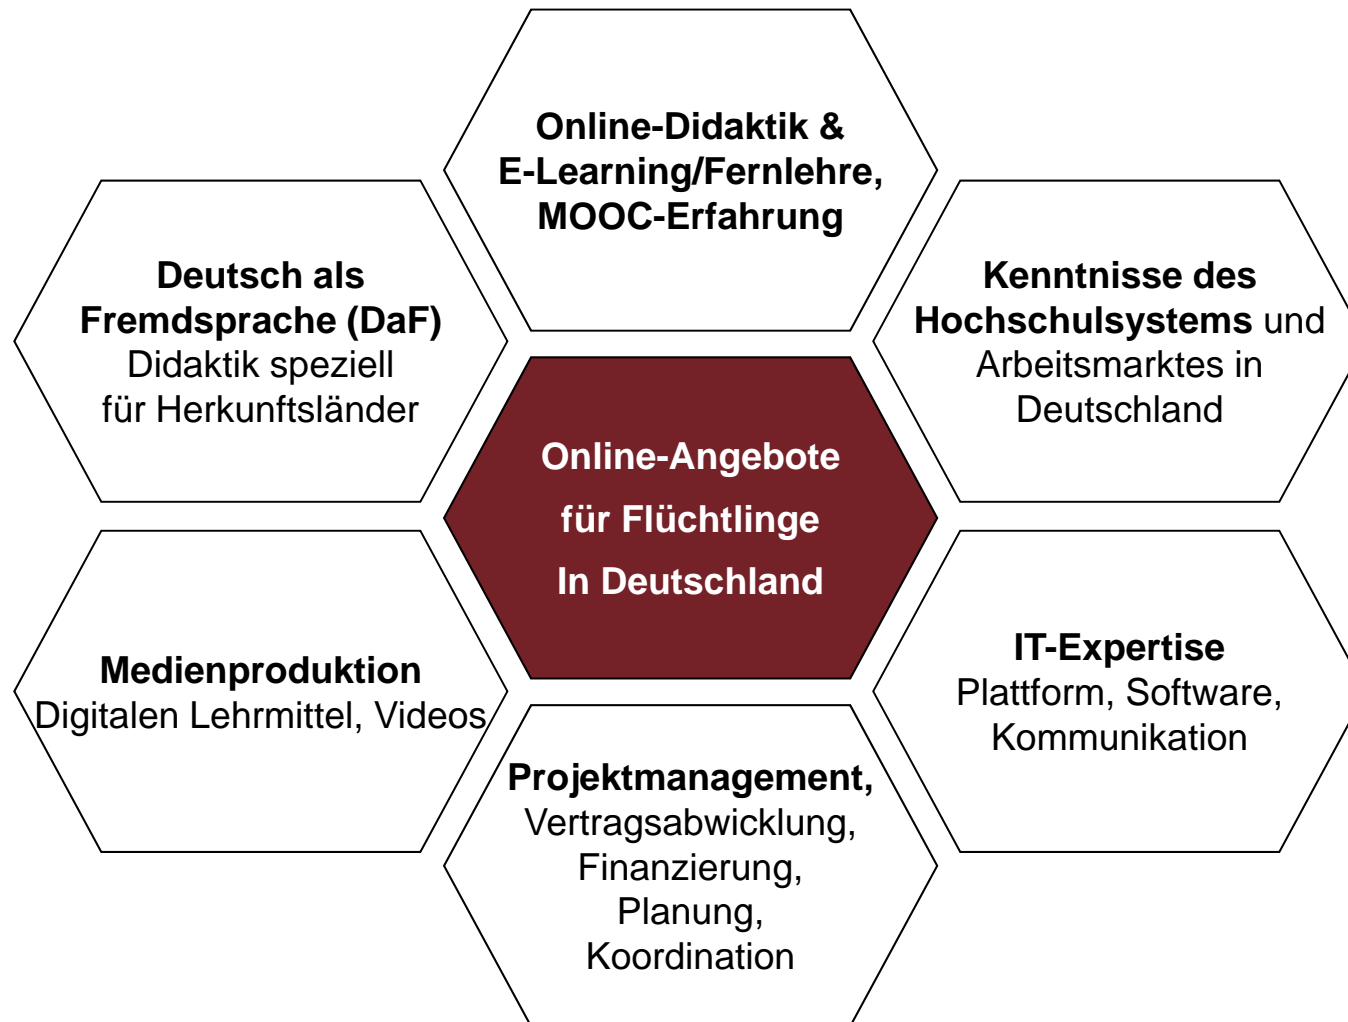 Online-Didaktik &
E-Learning/Fernlehre,
MOOC-Erfahrung
Deutsch als
Fremdsprache (DaF)
Didaktik speziell
für Herkunftsländer
Kenntnisse des
Hochschulsystems und
Arbeitsmarktes in
Deutschland
Online-Angebote
für Flüchtlinge
In Deutschland
Medienproduktion
Digitalen Lehrmittel, Videos
IT-Expertise
Plattform, Software,
Kommunikation
Projektmanagement,
Vertragsabwicklung,
Finanzierung,
Planung,
Koordination